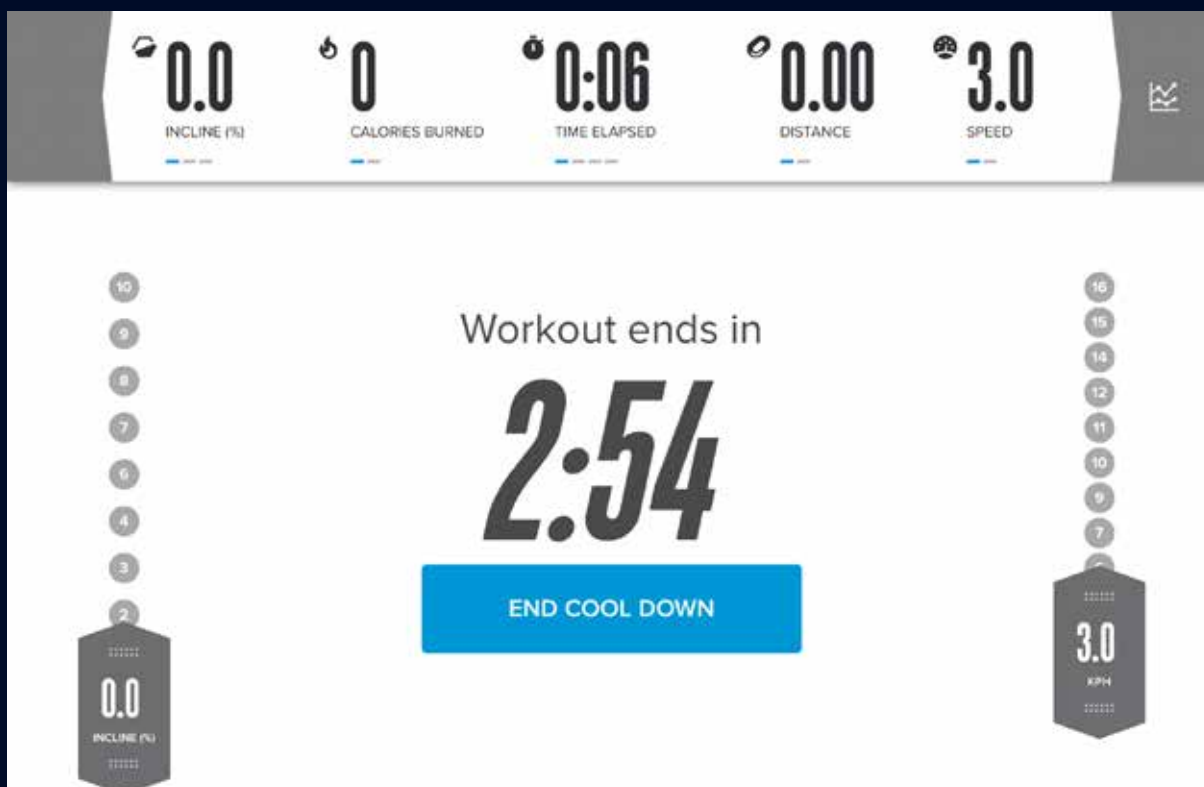 0.0
INCLINE (%)
0
CALORIES BURNED
0:06
TIME ELAPSED
0.00
DISTANCE
3.0
SPEED
Workout ends in
2:54
END COOL DOWN
10
9
8
7
6
4
3
2
0.0
INCLINE (%)
16
15
14
12
11
10
9
7
3.0
KPH